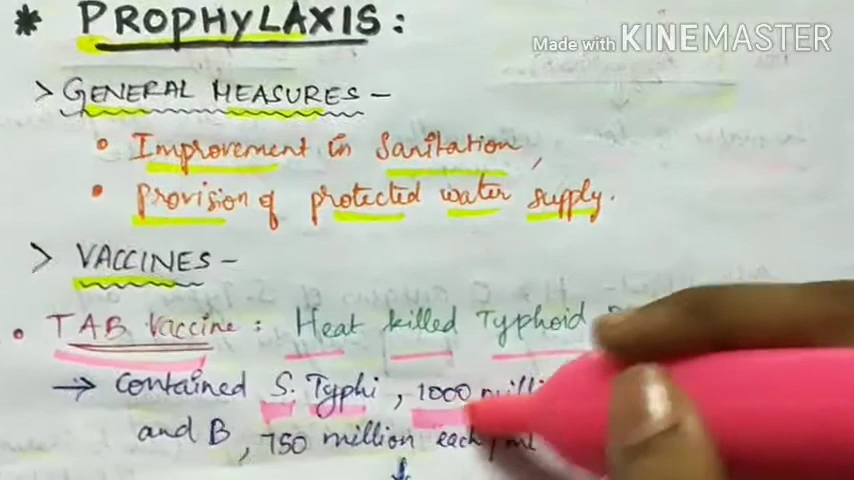 * PROPHYLAXIS:
Made with KINEMASTER
> GENERAL MEASURES -
• Improvement in Sanitation,
• Provision of protected water supply.
> VACCINES -
• TAB Vaccine: Heat killed Typhoid
→ contained S. Typhi, 1000
and B, 750 million each